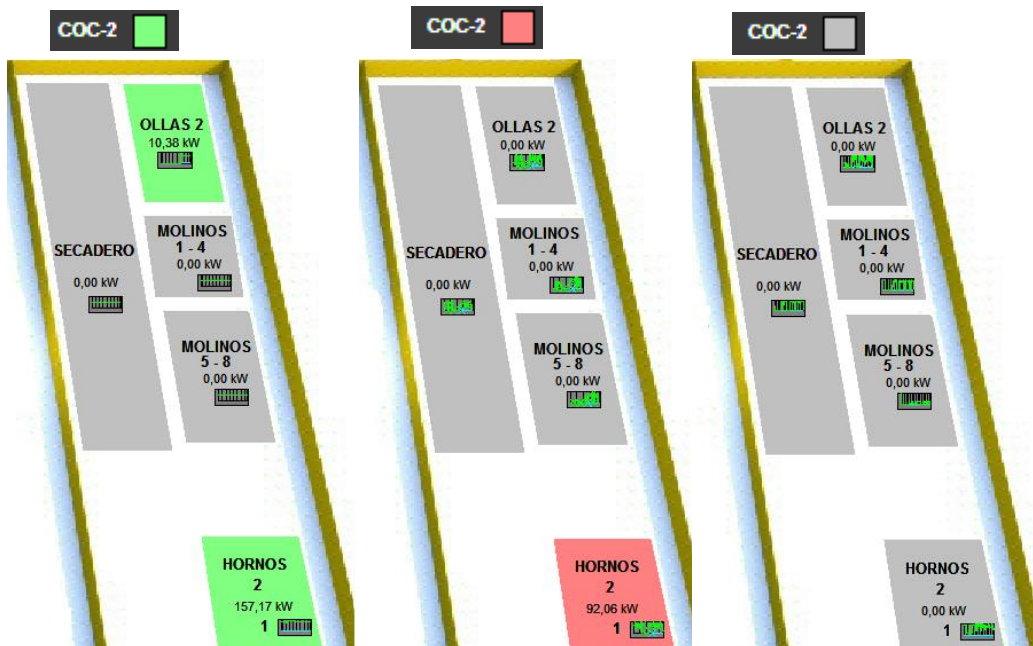 COC-2
OLLAS 2
10,38 kW
MOLINOS
1 - 4
0,00 kW
SECADERO
0,00 kW
MOLINOS
5 - 8
0,00 kW
HORNOS
2
157,17 kW
1
COC-2
OLLAS 2
0,00 kW
MOLINOS
1 - 4
0,00 kW
SECADERO
0,00 kW
MOLINOS
5 - 8
0,00 kW
HORNOS
2
92,06 kW
1
COC-2
OLLAS 2
0,00 kW
MOLINOS
1 - 4
0,00 kW
SECADERO
0,00 kW
MOLINOS
5 - 8
0,00 kW
HORNOS
2
0,00 kW
1